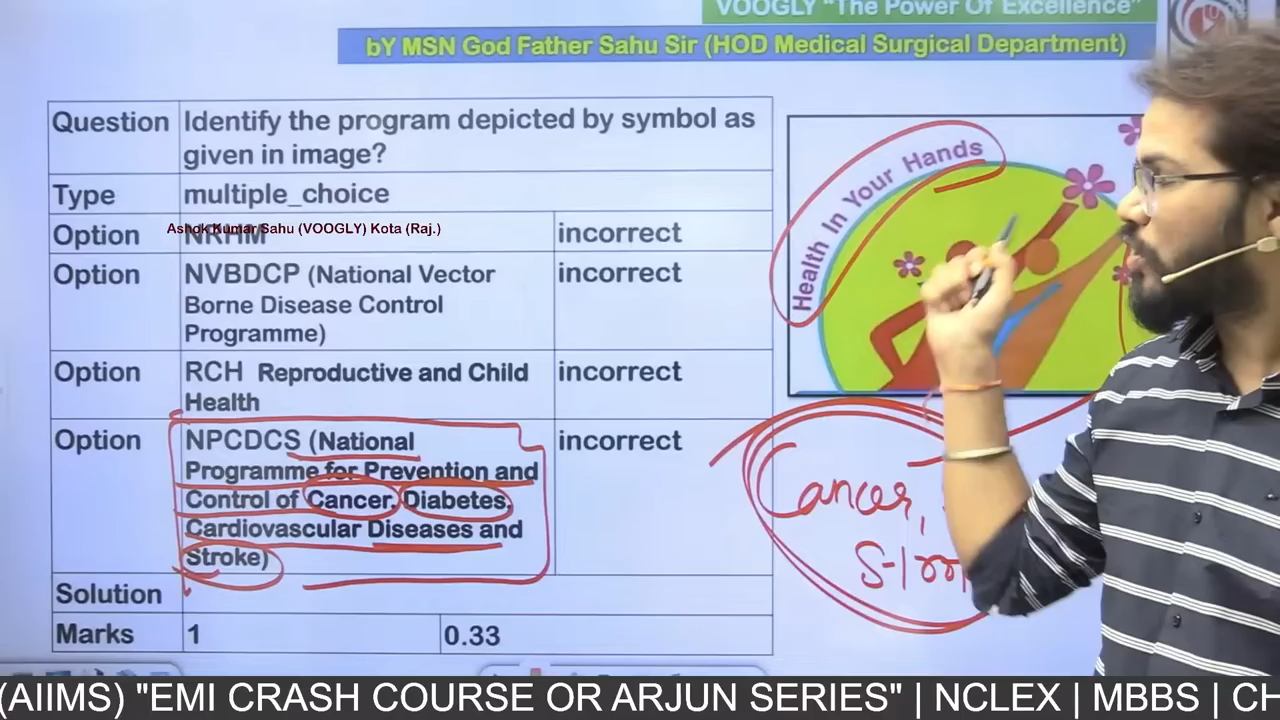 VOOGLY "The Power Of Excellence"
bY MSN God Father Sahu Sir (HOD Medical Surgical Department)
Question Identify the program depicted by symbol as
given in image?
Type multiple_choice
Ashok Kumar Sahu (VOOGLY) Kota (Raj.)
Option NRHM incorrect
Option NVBDCP (National Vector incorrect
Borne Disease Control
Programme)
Option RCH Reproductive and Child incorrect
Health
Option NPCDCS (National incorrect
Programme for Prevention and
Control of Cancer, Diabetes,
Cardiovascular Diseases and
Stroke)
Solution
Marks 1 0.33
Health In Your Hands
Cancer,
(AIIMS) "EMI CRASH COURSE OR ARJUN SERIES" | NCLEX | MBBS | CH